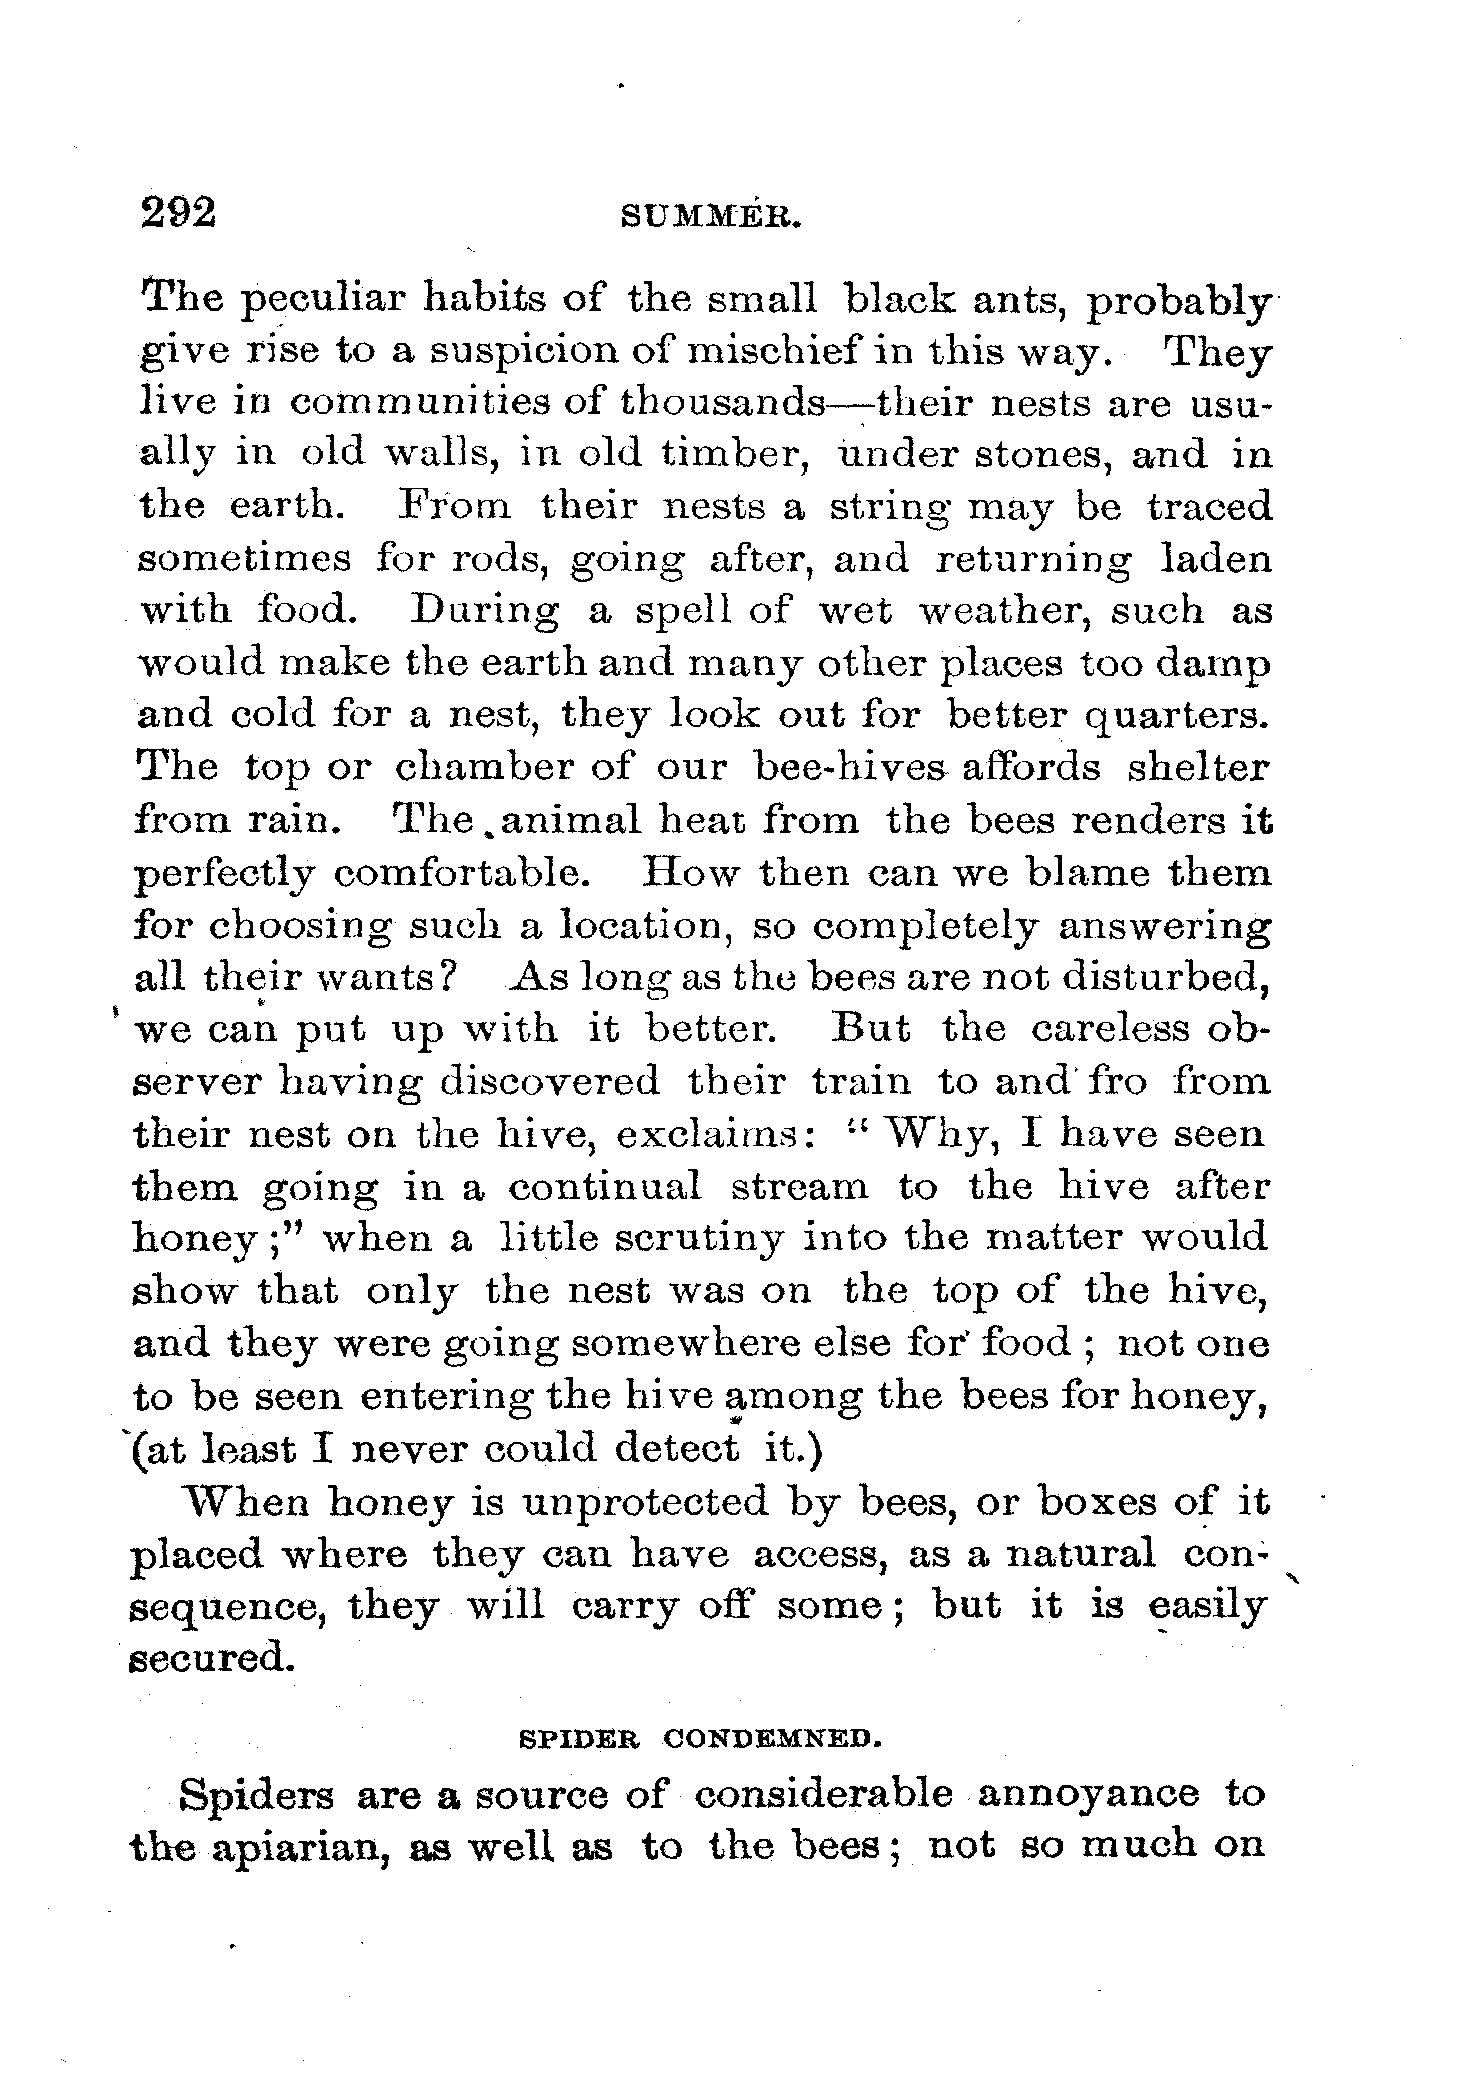 292 SUMMER.
The peculiar habits of the small black ants, probably
give rise to a suspicion of mischief in this way. They
live in communities of thousands—their nests are usu-
ally in old walls, in old timber, under stones, and in
the earth. From their nests a string may be traced
sometimes for rods, going after, and returning laden
with food. During a spell of wet weather, such as
would make the earth and many other places too damp
and cold for a nest, they look out for better quarters.
The top or chamber of our bee-hives affords shelter
from rain. The animal heat from the bees renders it
perfectly comfortable. How then can we blame them
for choosing such a location, so completely answering
all their wants? As long as the bees are not disturbed,
we can put up with it better. But the careless ob-
server having discovered their train to and fro from
their nest on the hive, exclaims: “Why, I have seen
them going in a continual stream to the hive after
honey;” when a little scrutiny into the matter would
show that only the nest was on the top of the hive,
and they were going somewhere else for food; not one
to be seen entering the hive among the bees for honey,
(at least I never could detect it.)
When honey is unprotected by bees, or boxes of it
placed where they can have access, as a natural con-
sequence, they will carry off some; but it is easily
secured.
SPIDER CONDEMNED.
Spiders are a source of considerable annoyance to
the apiarian, as well as to the bees; not so much on